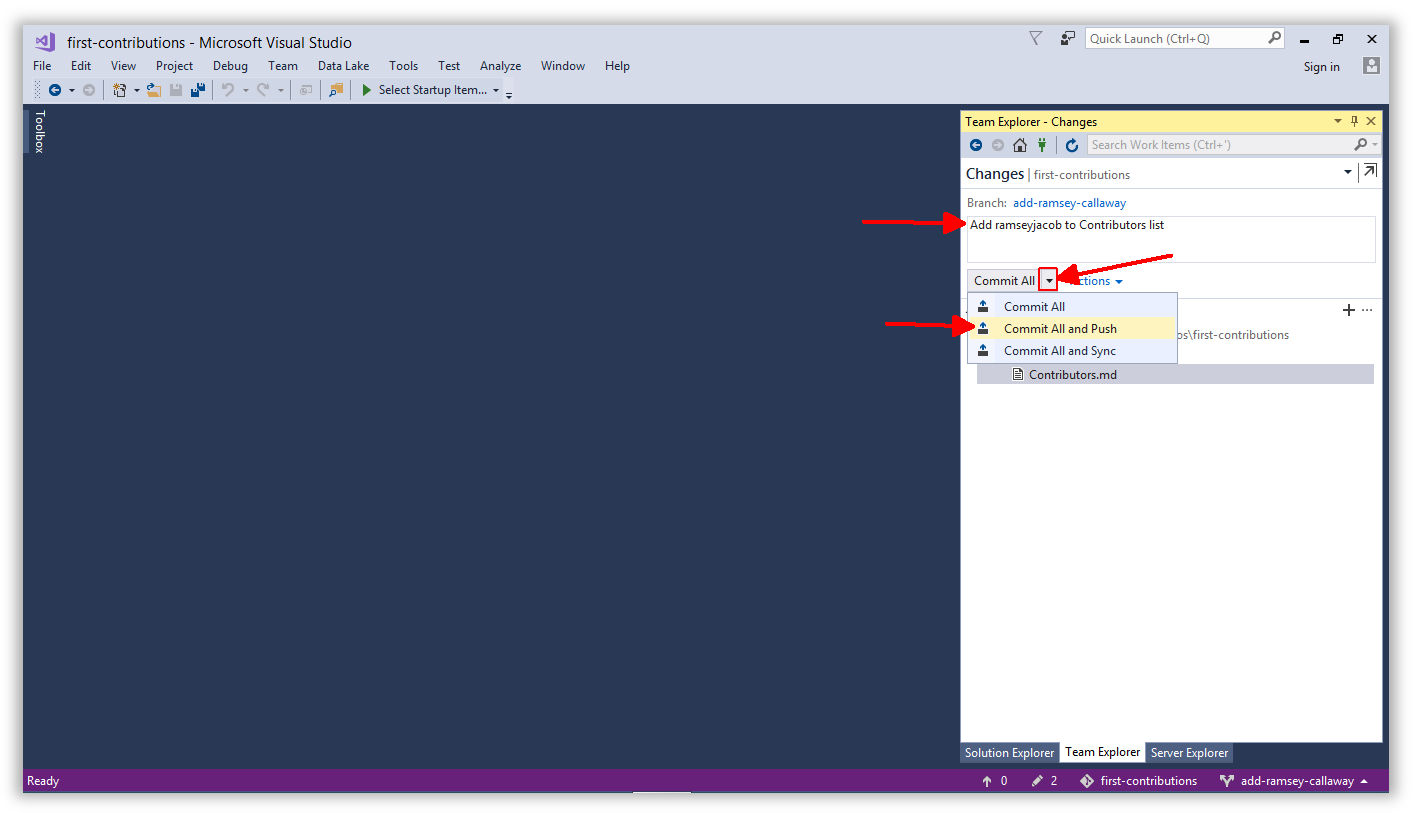 first-contributions - Microsoft Visual Studio
Quick Launch (Ctrl+Q)
File Edit View Project Debug Team Data Lake Tools Test Analyze Window Help
Sign in
Select Startup Item...
Toolbox
Team Explorer - Changes
Search Work Items (Ctrl+')
Changes | first-contributions
Branch: add-ramsey-callaway
Add ramseyjacob to Contributors list
Commit All ctions
Commit All
Commit All and Push
os\first-contributions
Commit All and Sync
Contributors.md
Solution Explorer Team Explorer Server Explorer
Ready 0 2 first-contributions add-ramsey-callaway